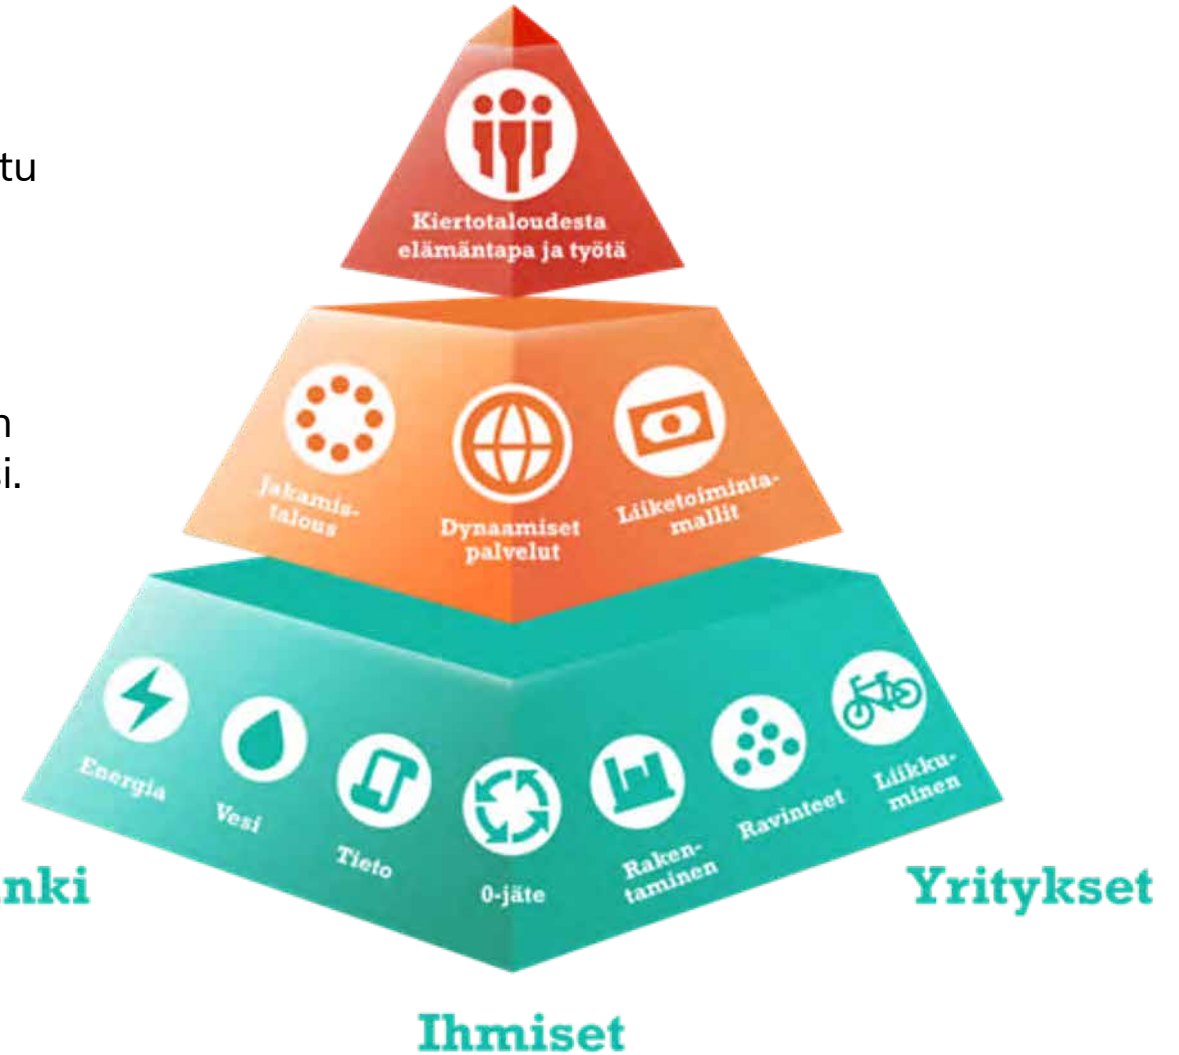 tu
n
i.
Kiertotaloudesta
elämäntapa ja työtä
Jakamis-
talous
Dynaamiset
palvelut
Liiketoiminta-
mallit
Energia
Vesi
Tieto
0-jäte
Raken-
taminen
Ravinteet
Liikku-
minen
nki
Yritykset
Ihmiset